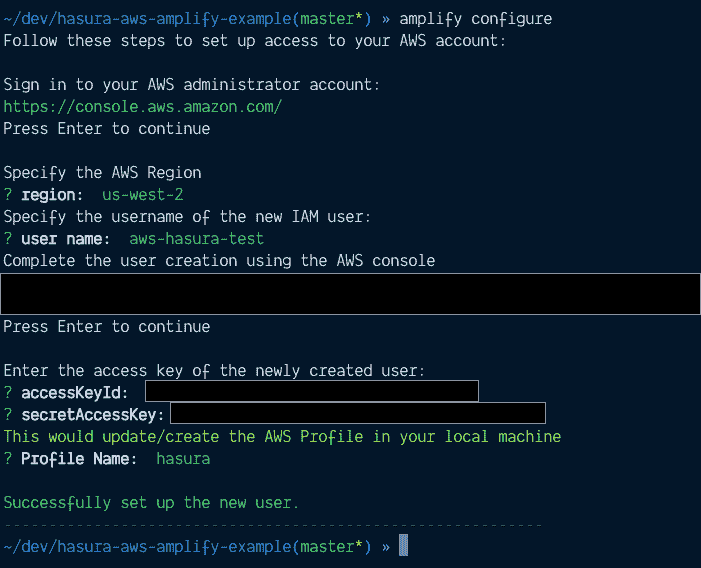 ~/dev/hasura-aws-amplify-example(master*) » amplify configure
Follow these steps to set up access to your AWS account:
Sign in to your AWS administrator account:
https://console.aws.amazon.com/
Press Enter to continue
Specify the AWS Region
? region:  us-west-2
Specify the username of the new IAM user:
? user name:  aws-hasura-test
Complete the user creation using the AWS console
Press Enter to continue
Enter the access key of the newly created user:
? accessKeyId:
? secretAccessKey:
This would update/create the AWS Profile in your local machine
? Profile Name:  hasura
Successfully set up the new user.
------------------------------------------------------------
~/dev/hasura-aws-amplify-example(master*) »